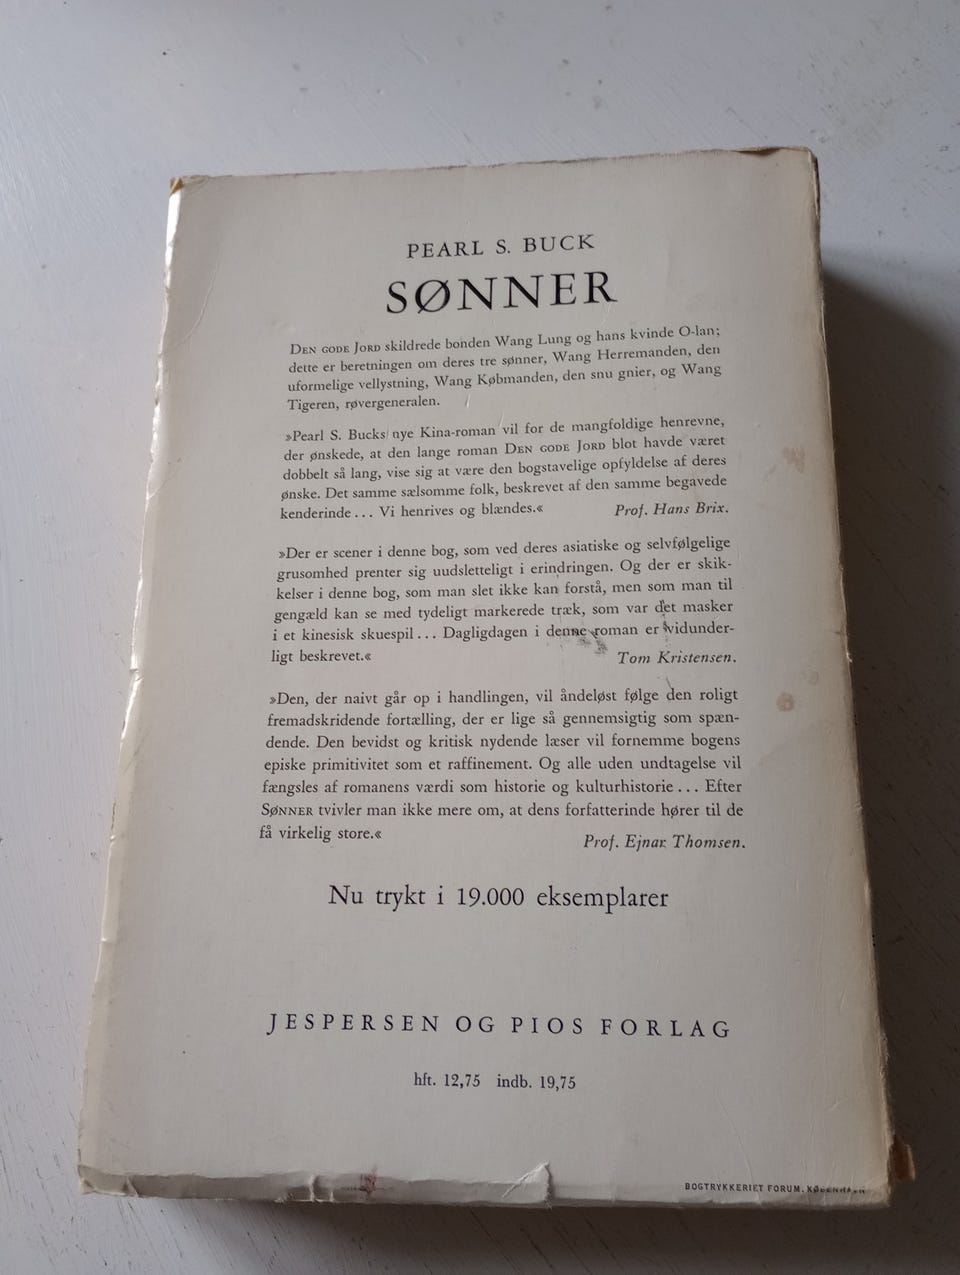 PEARL S. BUCK
SØNNER
DEN GODE JORD skildrede bonden Wang Lung og hans kvinde O-lan;
dette er beretningen om deres tre sønner, Wang Herremanden, den
uformelige vellystning, Wang Købmanden, den snu gnier, og Wang
Tigeren, røvergeneralen.
»Pearl S. Bucks nye Kina-roman vil for de mangfoldige henrevne,
der ønskede, at den lange roman DEN GODE JORD blot havde været
dobbelt så lang, vise sig at være den bogstavelige opfyldelse af deres
ønske. Det samme sælsomme folk, beskrevet af den samme begavede
kenderinde... Vi henrives og blændes.« Prof. Hans Brix.
»Der er scener i denne bog, som ved deres asiatiske og selvfølgelige
grusomhed prenter sig uudsletteligt i erindringen. Og der er skik-
kelser i denne bog, som man slet ikke kan forstå, men som man til
gengæld kan se med tydeligt markerede træk, som var det masker
i et kinesisk skuespil... Dagligdagen i denne roman er vidunder-
ligt beskrevet.« Tom Kristensen.
»Den, der naivt går op i handlingen, vil åndeløst følge den roligt
fremadskridende fortælling, der er lige så gennemsigtig som spæn-
dende. Den bevidst og kritisk nydende læser vil fornemme bogens
episke primitivitet som et raffinement. Og alle uden undtagelse vil
fængsles af romanens værdi som historie og kulturhistorie... Efter
SØNNER tvivler man ikke mere om, at dens forfatterinde hører til de
få virkelig store.« Prof. Ejnar Thomsen.
Nu trykt i 19.000 eksemplarer
JESPERSEN OG PIOS FORLAG
hft. 12,75 indb. 19,75
BOGTRYKKERIET FORUM, KØBENHAVN